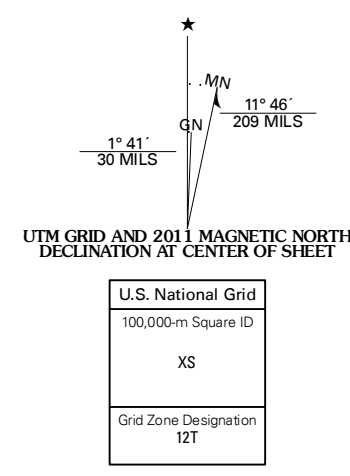 ★
MN
11° 46´
209 MILS
GN
1° 41´
30 MILS
UTM GRID AND 2011 MAGNETIC NORTH
DECLINATION AT CENTER OF SHEET
U.S. National Grid
100,000-m Square ID
XS
Grid Zone Designation
12T